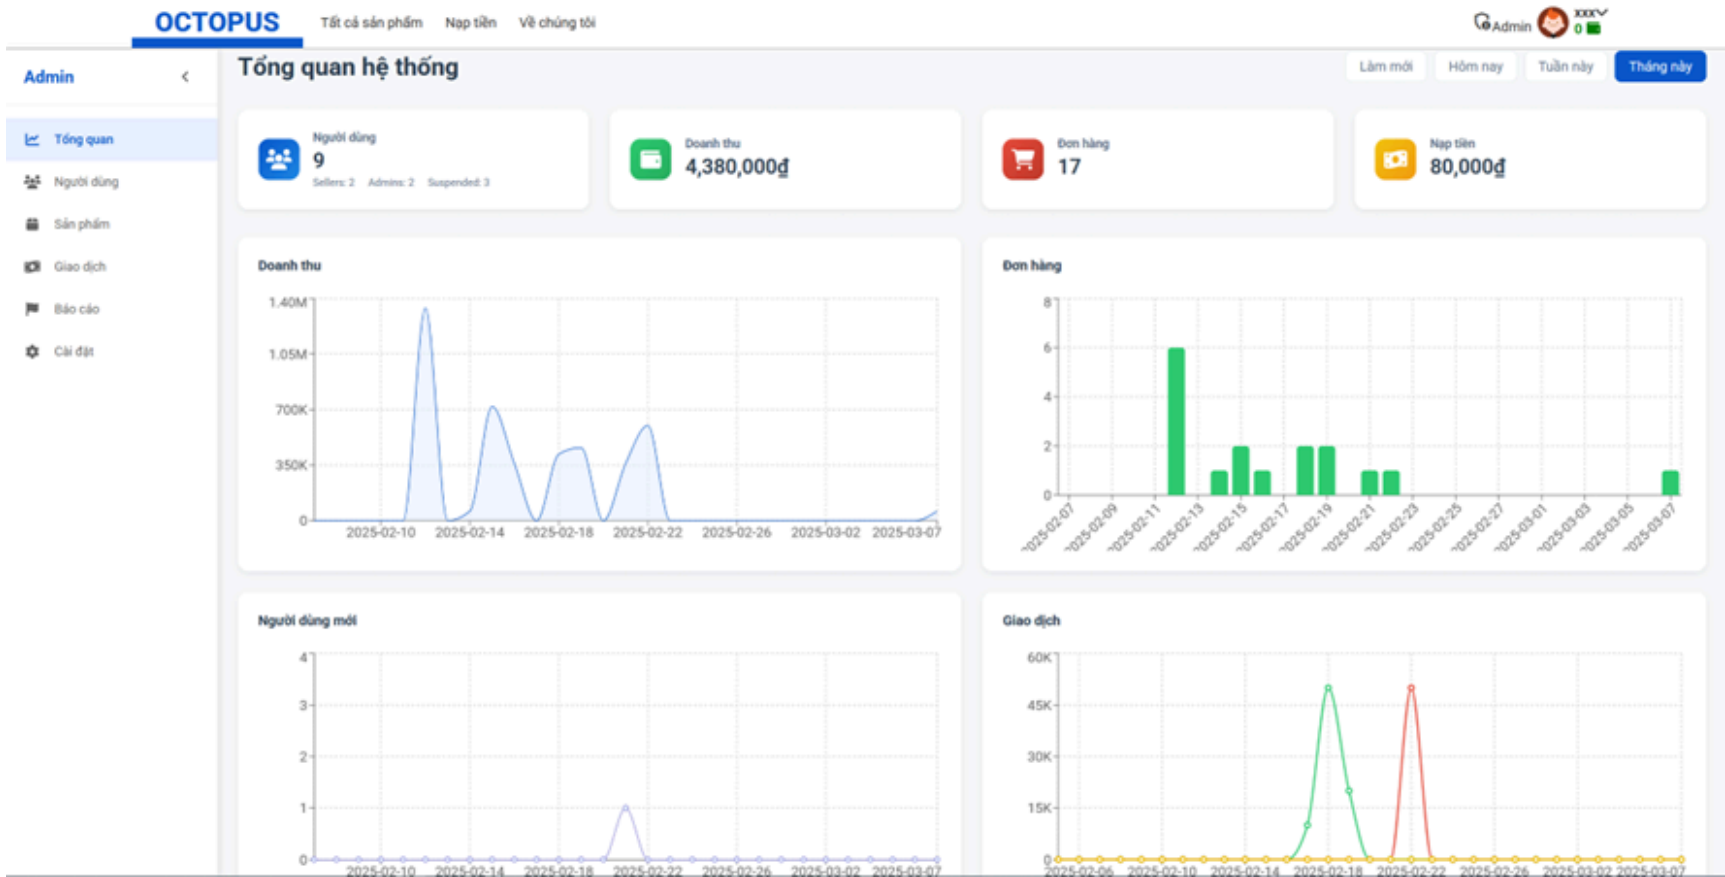 OCTOPUS
Tất cả sản phẩm Nạp tiền Về chúng tôi
Admin
xxx
0
Admin
Tổng quan
Người dùng
Sản phẩm
Giao dịch
Báo cáo
Cài đặt
Tổng quan hệ thống
Làm mới Hôm nay Tuần này Tháng này
Người dùng
9
Sellers: 2 Admins: 2 Suspended: 3
Doanh thu
4,380,000₫
Đơn hàng
17
Nạp tiền
80,000₫
Doanh thu
1.40M
1.05M
700K
350K
0
2025-02-10 2025-02-14 2025-02-18 2025-02-22 2025-02-26 2025-03-02 2025-03-07
Đơn hàng
8
6
4
2
0
2025-02-07 2025-02-09 2025-02-11 2025-02-13 2025-02-15 2025-02-17 2025-02-19 2025-02-21 2025-02-23 2025-02-25 2025-02-27 2025-03-01 2025-03-03 2025-03-05 2025-03-07
Người dùng mới
4
3
2
1
0
2025-02-10 2025-02-14 2025-02-18 2025-02-22 2025-02-26 2025-03-02 2025-03-07
Giao dịch
60K
45K
30K
15K
0
2025-02-06 2025-02-10 2025-02-14 2025-02-18 2025-02-22 2025-02-26 2025-03-02 2025-03-07